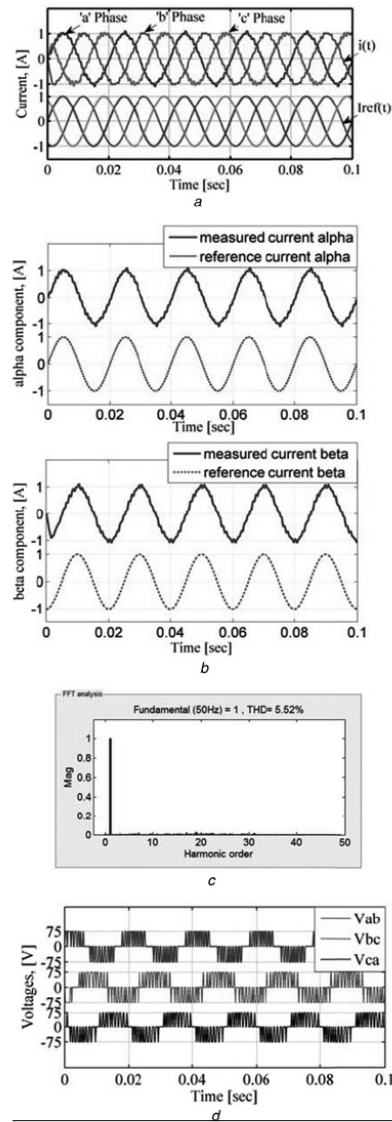 'a' Phase 'b' Phase 'c' Phase
Current, [A]
1
0
-1
1
0
-1
i(t)
Iref(t)
0 0.02 0.04 0.06 0.08 0.1
Time [sec]
a
measured current alpha
reference current alpha
alpha component, [A]
1
0
-1
1
0
-1
0 0.02 0.04 0.06 0.08 0.1
Time [sec]
measured current beta
reference current beta
beta component, [A]
1
0
-1
1
0
-1
0 0.02 0.04 0.06 0.08 0.1
Time [sec]
b
FFT analysis
Fundamental (50Hz) = 1 , THD= 5.52%
Mag
1
0.8
0.6
0.4
0.2
0
0 10 20 30 40 50
Harmonic order
c
Voltages, [V]
75
0
-75
75
0
-75
75
0
-75
Vab
Vbc
Vca
0 0.02 0.04 0.06 0.08 0.1
Time [sec]
d